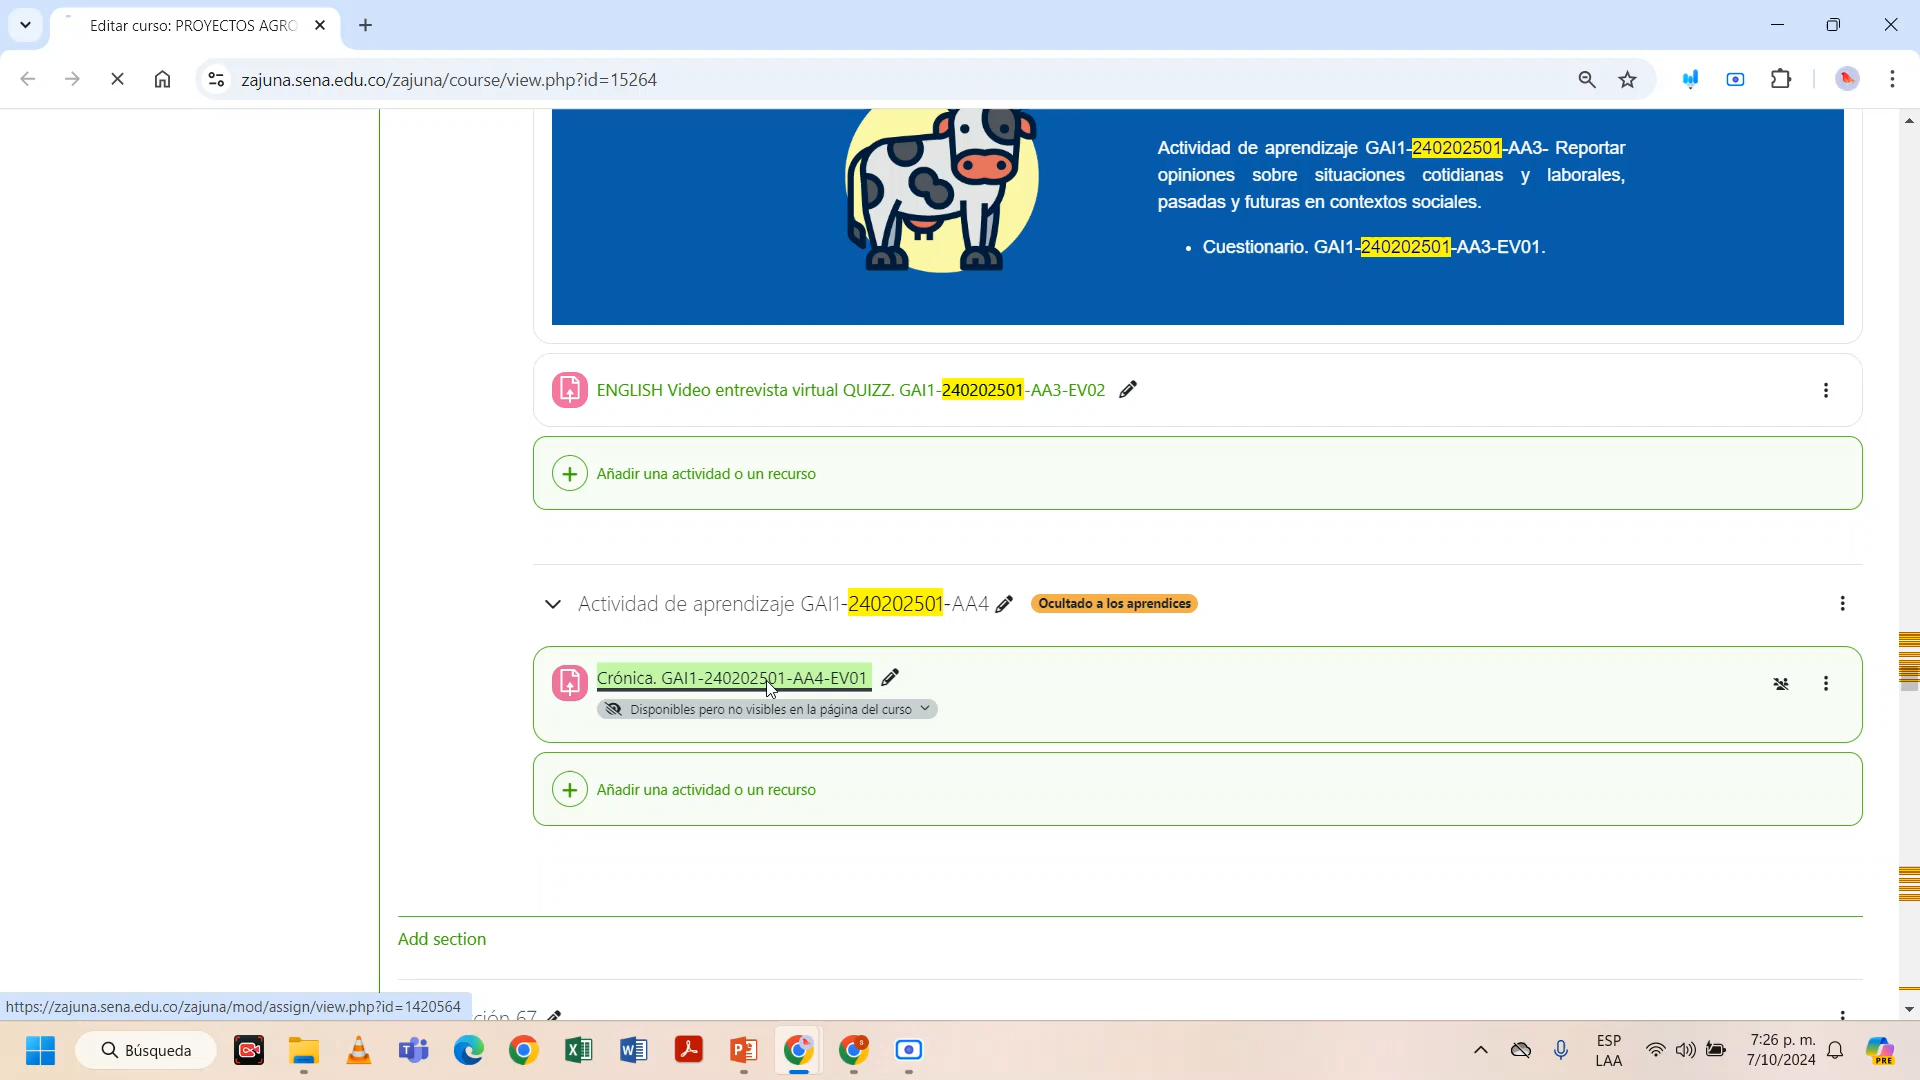 Editar curso: PROYECTOS AGRO
zajuna.sena.edu.co/zajuna/course/view.php?id=15264
Actividad de aprendizaje GAI1-240202501-AA3- Reportar
opiniones sobre situaciones cotidianas y laborales,
pasadas y futuras en contextos sociales.
• Cuestionario. GAI1-240202501-AA3-EV01.
ENGLISH Video entrevista virtual QUIZZ. GAI1-240202501-AA3-EV02
Añadir una actividad o un recurso
Actividad de aprendizaje GAI1-240202501-AA4
Ocultado a los aprendices
Crónica. GAI1-240202501-AA4-EV01
Disponibles pero no visibles en la página del curso
Añadir una actividad o un recurso
Add section
https://zajuna.sena.edu.co/zajuna/mod/assign/view.php?id=1420564
ción 67
Búsqueda
ESP
LAA
7:26 p. m.
7/10/2024
PRE